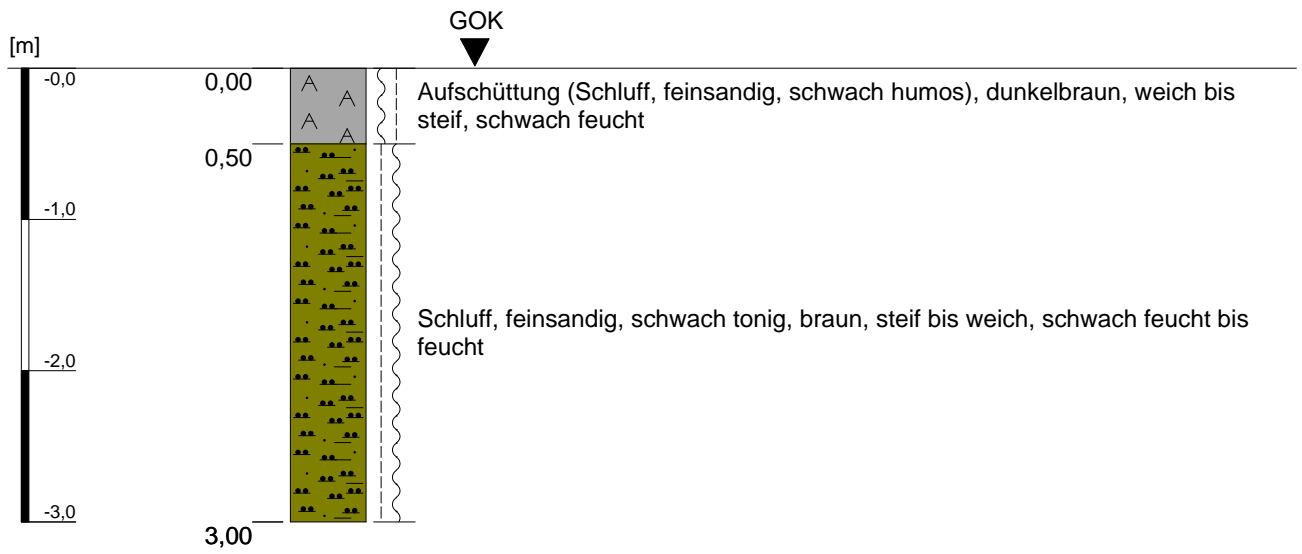 GOK
[m]
-0,0
0,00
Aufschüttung (Schluff, feinsandig, schwach humos), dunkelbraun, weich bis
steif, schwach feucht
0,50
-1,0
Schluff, feinsandig, schwach tonig, braun, steif bis weich, schwach feucht bis
feucht
-2,0
-3,0
3,00